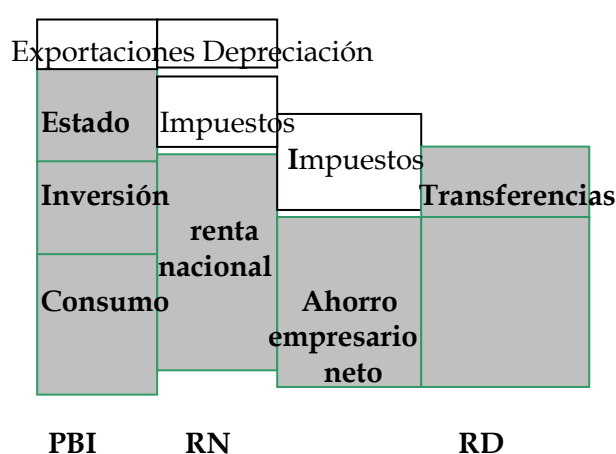 Exportaciones Depreciación
Estado
Impuestos
Impuestos
Inversión
Transferencias
renta
nacional
Consumo
Ahorro
empresario
neto
PBI RN RD